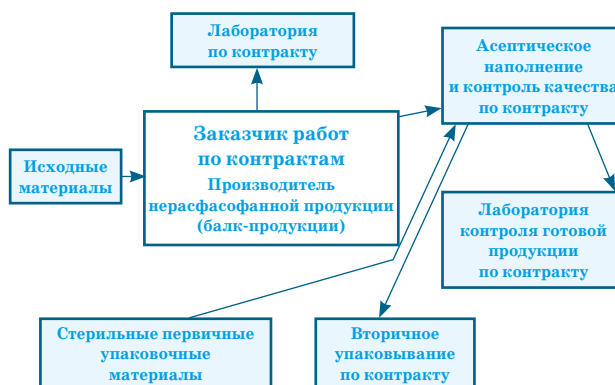 Лаборатория
по контракту
Асептическое
наполнение
и контроль качества
по контракту
Заказчик работ
по контрактам
Производитель
нерасфасофанной продукции
(балк-продукции)
Исходные
материалы
Лаборатория
контроля готовой
продукции
по контракту
Стерильные первичные
упаковочные
материалы
Вторичное
упаковывание
по контракту